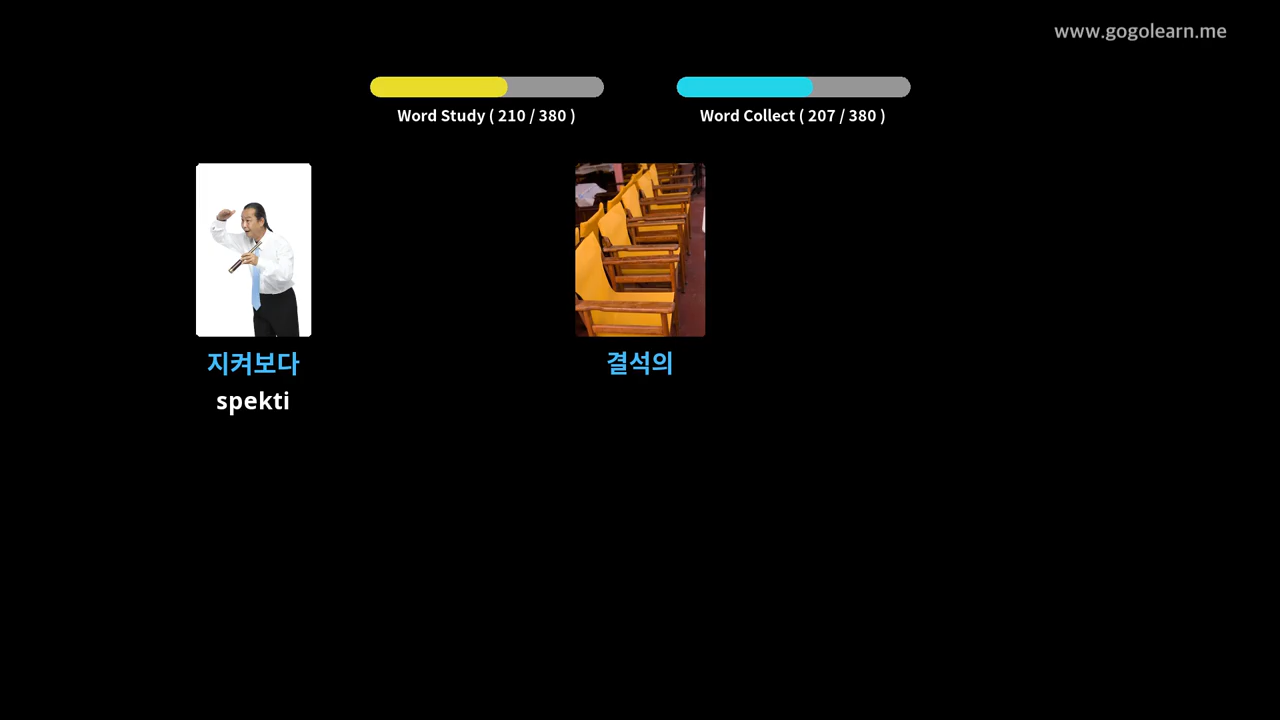 www.gogolearn.me
Word Study ( 210 / 380 )
Word Collect ( 207 / 380 )
지켜보다
spekti
결석의